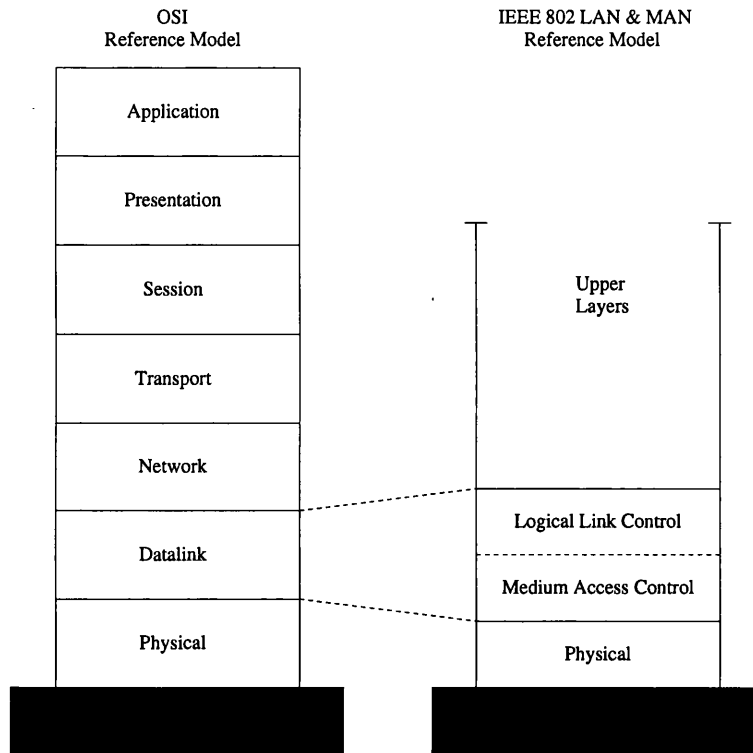 OSI
Reference Model
Application
Presentation
Session
Transport
Network
Datalink
Physical
IEEE 802 LAN & MAN
Reference Model
Upper
Layers
Logical Link Control
Medium Access Control
Physical